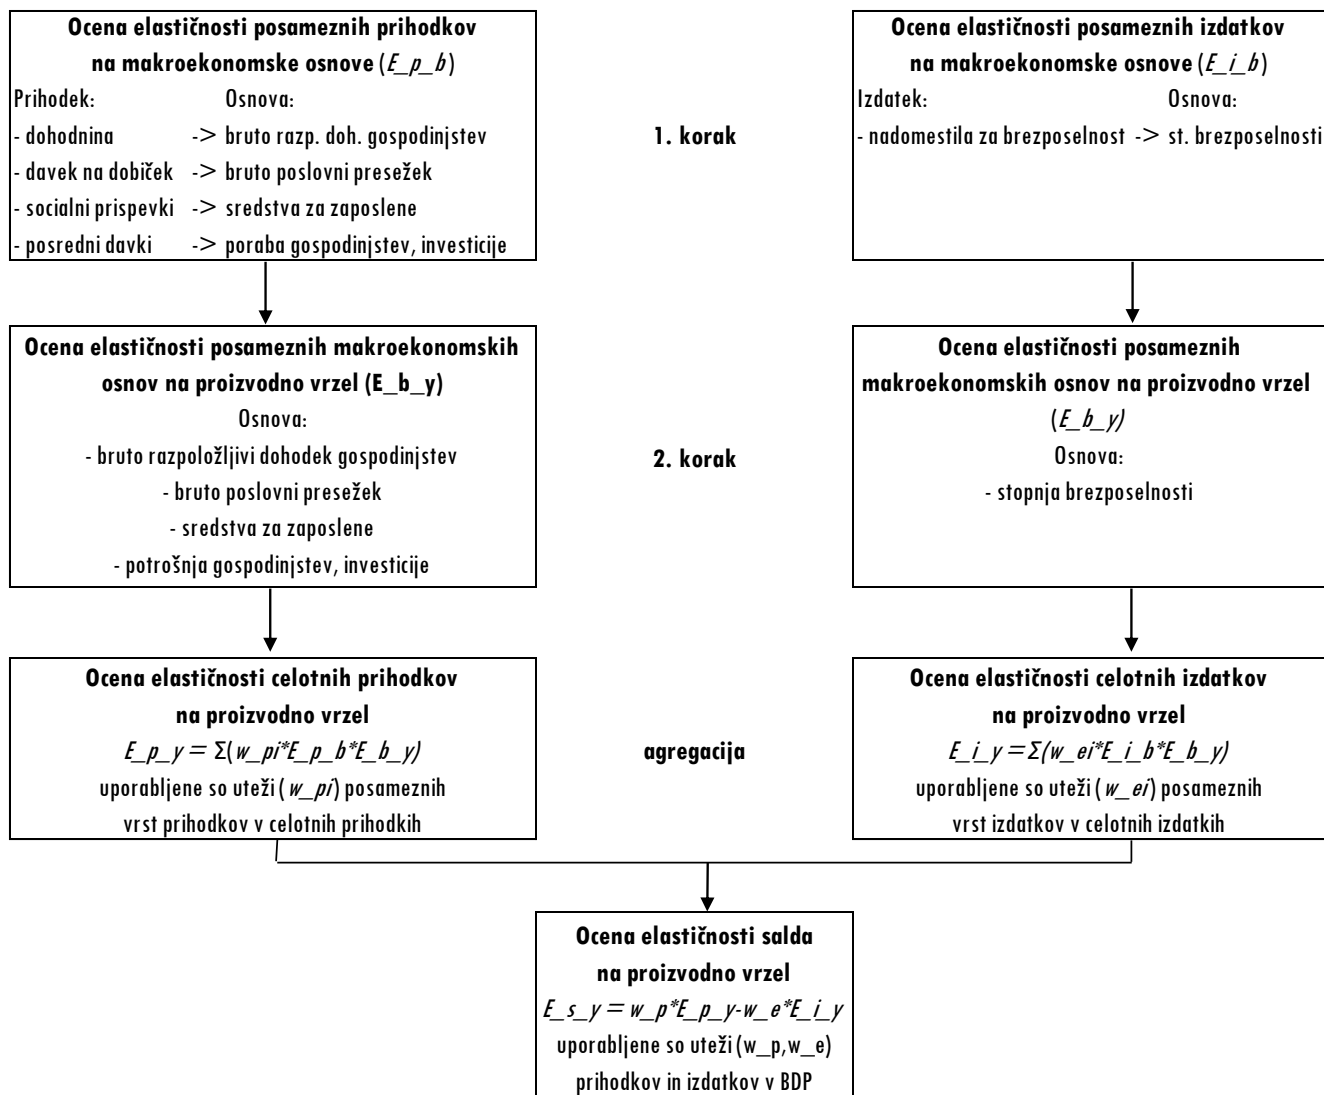 Ocena elastičnosti posameznih prihodkov
na makroekonomske osnove (E_p_b)
Prihodek: Osnova:
- dohodnina -> bruto razp. doh. gospodinjstev
- davek na dobiček -> bruto poslovni presežek
- socialni prispevki -> sredstva za zaposlene
- posredni davki -> poraba gospodinjstev, investicije
1. korak
Ocena elastičnosti posameznih izdatkov
na makroekonomske osnove (E_i_b)
Izdatek: Osnova:
- nadomestila za brezposelnost -> st. brezposelnosti
Ocena elastičnosti posameznih makroekonomskih
osnov na proizvodno vrzel (E_b_y)
Osnova:
- bruto razpoložljivi dohodek gospodinjstev
- bruto poslovni presežek
- sredstva za zaposlene
- potrošnja gospodinjstev, investicije
2. korak
Ocena elastičnosti posameznih
makroekonomskih osnov na proizvodno vrzel
(E_b_y)
Osnova:
- stopnja brezposelnosti
Ocena elastičnosti celotnih prihodkov
na proizvodno vrzel
E_p_y = Σ(w_pi*E_p_b*E_b_y)
uporabljene so uteži (w_pi) posameznih
vrst prihodkov v celotnih prihodkih
agregacija
Ocena elastičnosti celotnih izdatkov
na proizvodno vrzel
E_i_y = Σ(w_ei*E_i_b*E_b_y)
uporabljene so uteži (w_ei) posameznih
vrst izdatkov v celotnih izdatkih
Ocena elastičnosti salda
na proizvodno vrzel
E_s_y = w_p*E_p_y-w_e*E_i_y
uporabljene so uteži (w_p,w_e)
prihodkov in izdatkov v BDP